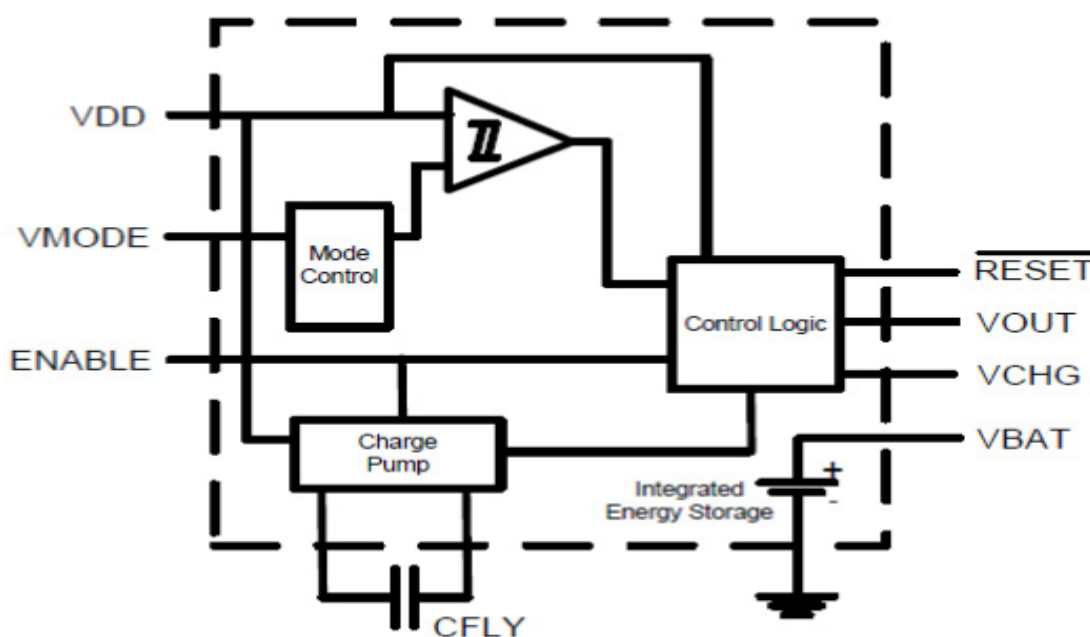 VDD
VMODE
Mode
Control
ENABLE
Charge
Pump
CFLY
Control Logic
RESET
VOUT
VCHG
VBAT
+
-
Integrated
Energy Storage